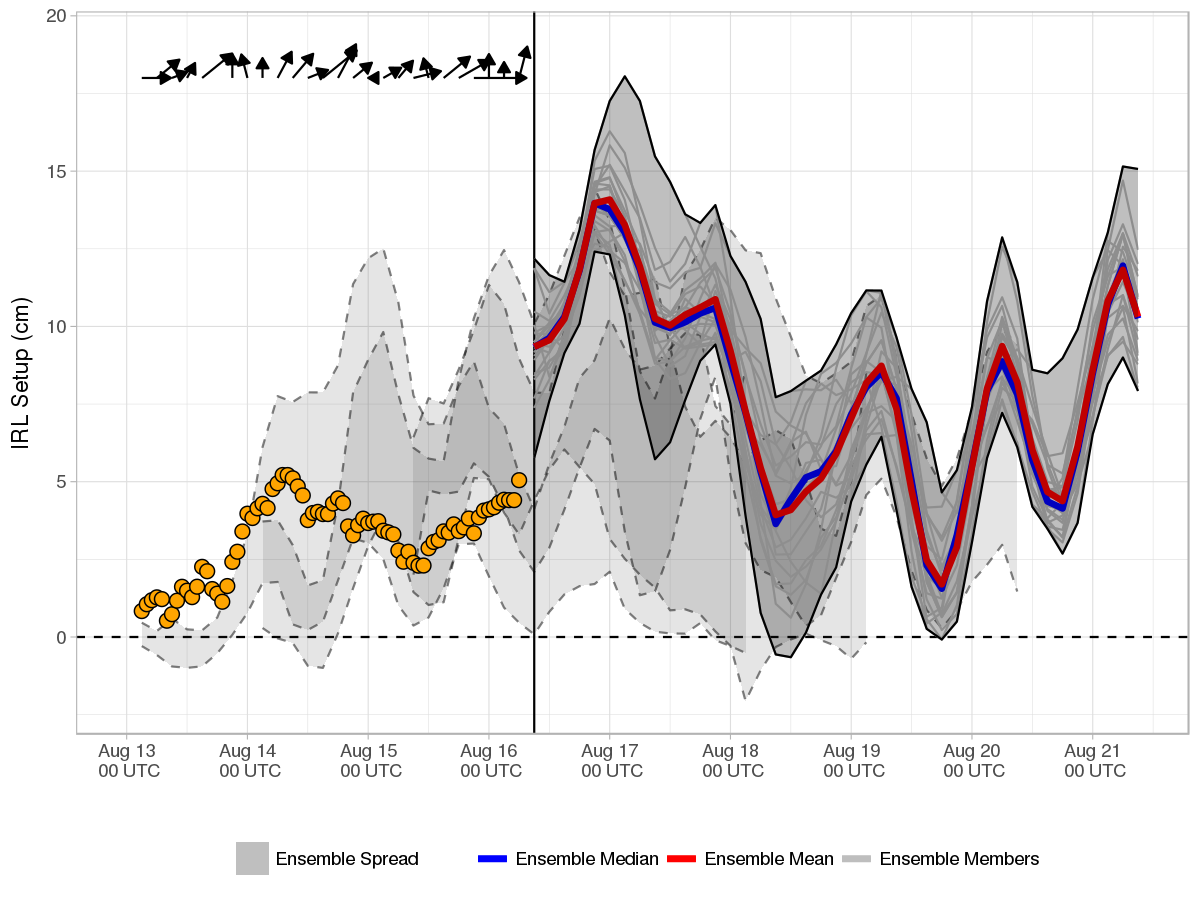 20
15
10
5
0
IRL Setup (cm)
Aug 13 Aug 14 Aug 15 Aug 16 Aug 17 Aug 18 Aug 19 Aug 20 Aug 21
00 UTC 00 UTC 00 UTC 00 UTC 00 UTC 00 UTC 00 UTC 00 UTC 00 UTC
Ensemble Spread Ensemble Median Ensemble Mean Ensemble Members